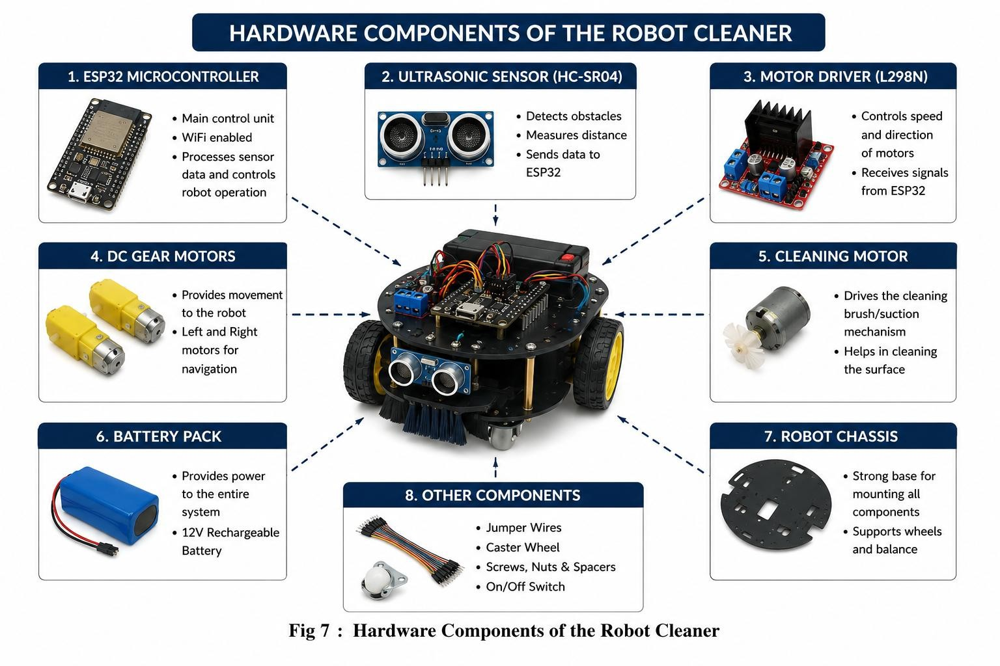 HARDWARE COMPONENTS OF THE ROBOT CLEANER
1. ESP32 MICROCONTROLLER
• Main control unit
• WiFi enabled
• Processes sensor
data and controls
robot operation
2. ULTRASONIC SENSOR (HC-SR04)
• Detects obstacles
• Measures distance
• Sends data to
ESP32
3. MOTOR DRIVER (L298N)
• Controls speed
and direction
of motors
• Receives signals
from ESP32
4. DC GEAR MOTORS
• Provides movement
to the robot
• Left and Right
motors for
navigation
5. CLEANING MOTOR
• Drives the cleaning
brush/suction
mechanism
• Helps in cleaning
the surface
6. BATTERY PACK
• Provides power
to the entire
system
• 12V Rechargeable
Battery
7. ROBOT CHASSIS
• Strong base for
mounting all
components
• Supports wheels
and balance
8. OTHER COMPONENTS
• Jumper Wires
• Caster Wheel
• Screws, Nuts & Spacers
• On/Off Switch
Fig 7 : Hardware Components of the Robot Cleaner